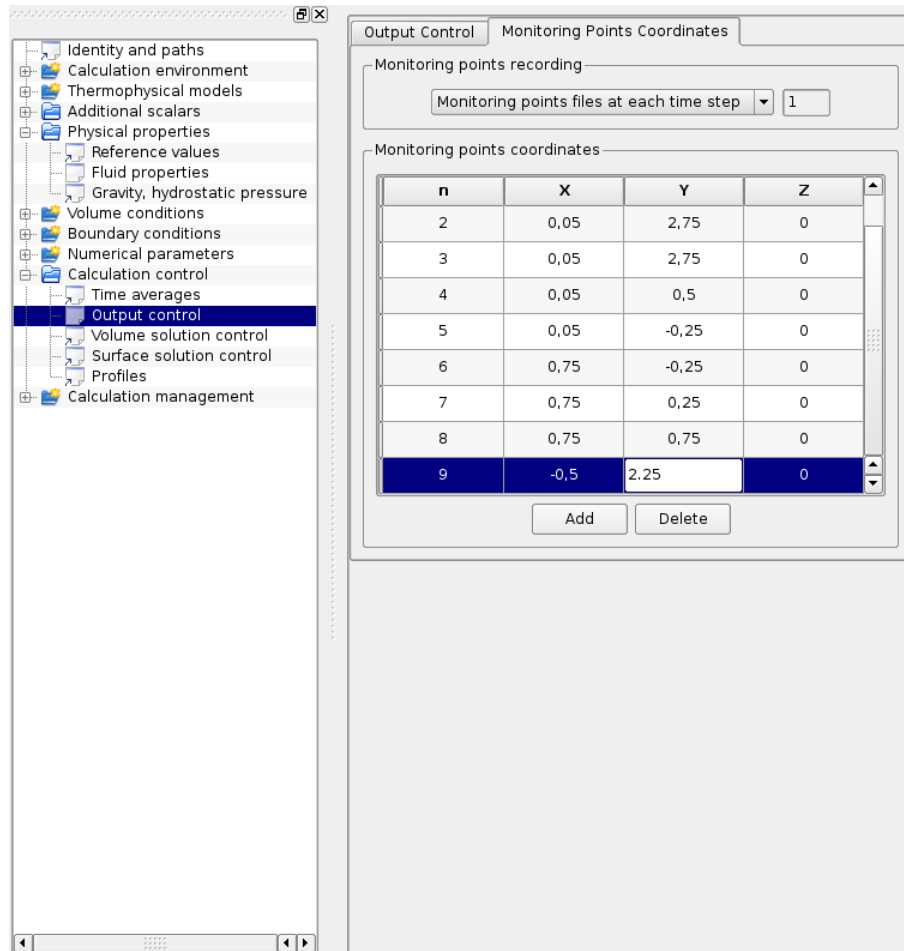 Identity and paths
Calculation environment
Thermophysical models
Additional scalars
Physical properties
Reference values
Fluid properties
Gravity, hydrostatic pressure
Volume conditions
Boundary conditions
Numerical parameters
Calculation control
Time averages
Output control
Volume solution control
Surface solution control
Profiles
Calculation management
Output Control Monitoring Points Coordinates
Monitoring points recording
Monitoring points files at each time step 1
Monitoring points coordinates
n X Y Z
2 0,05 2,75 0
3 0,05 2,75 0
4 0,05 0,5 0
5 0,05 -0,25 0
6 0,75 -0,25 0
7 0,75 0,25 0
8 0,75 0,75 0
9 -0,5 2.25 0
Add Delete